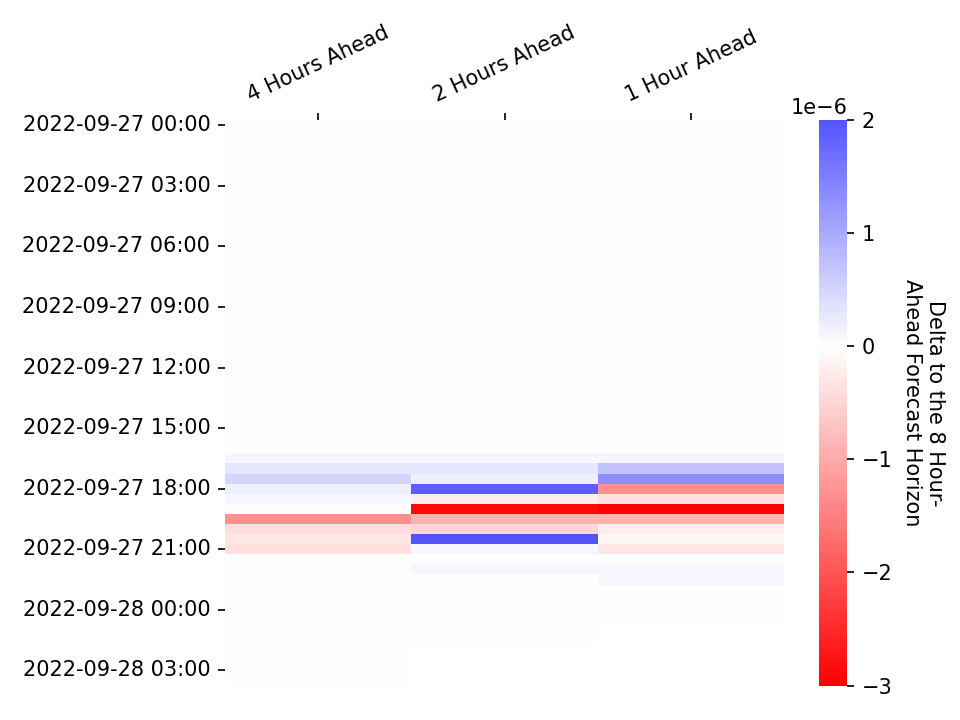 4 Hours Ahead
2 Hours Ahead
1 Hour Ahead
2022-09-27 00:00
2022-09-27 03:00
2022-09-27 06:00
2022-09-27 09:00
2022-09-27 12:00
2022-09-27 15:00
2022-09-27 18:00
2022-09-27 21:00
2022-09-28 00:00
2022-09-28 03:00
1e−6
2
1
0
−1
−2
−3
Delta to the 8 Hour-
Ahead Forecast Horizon